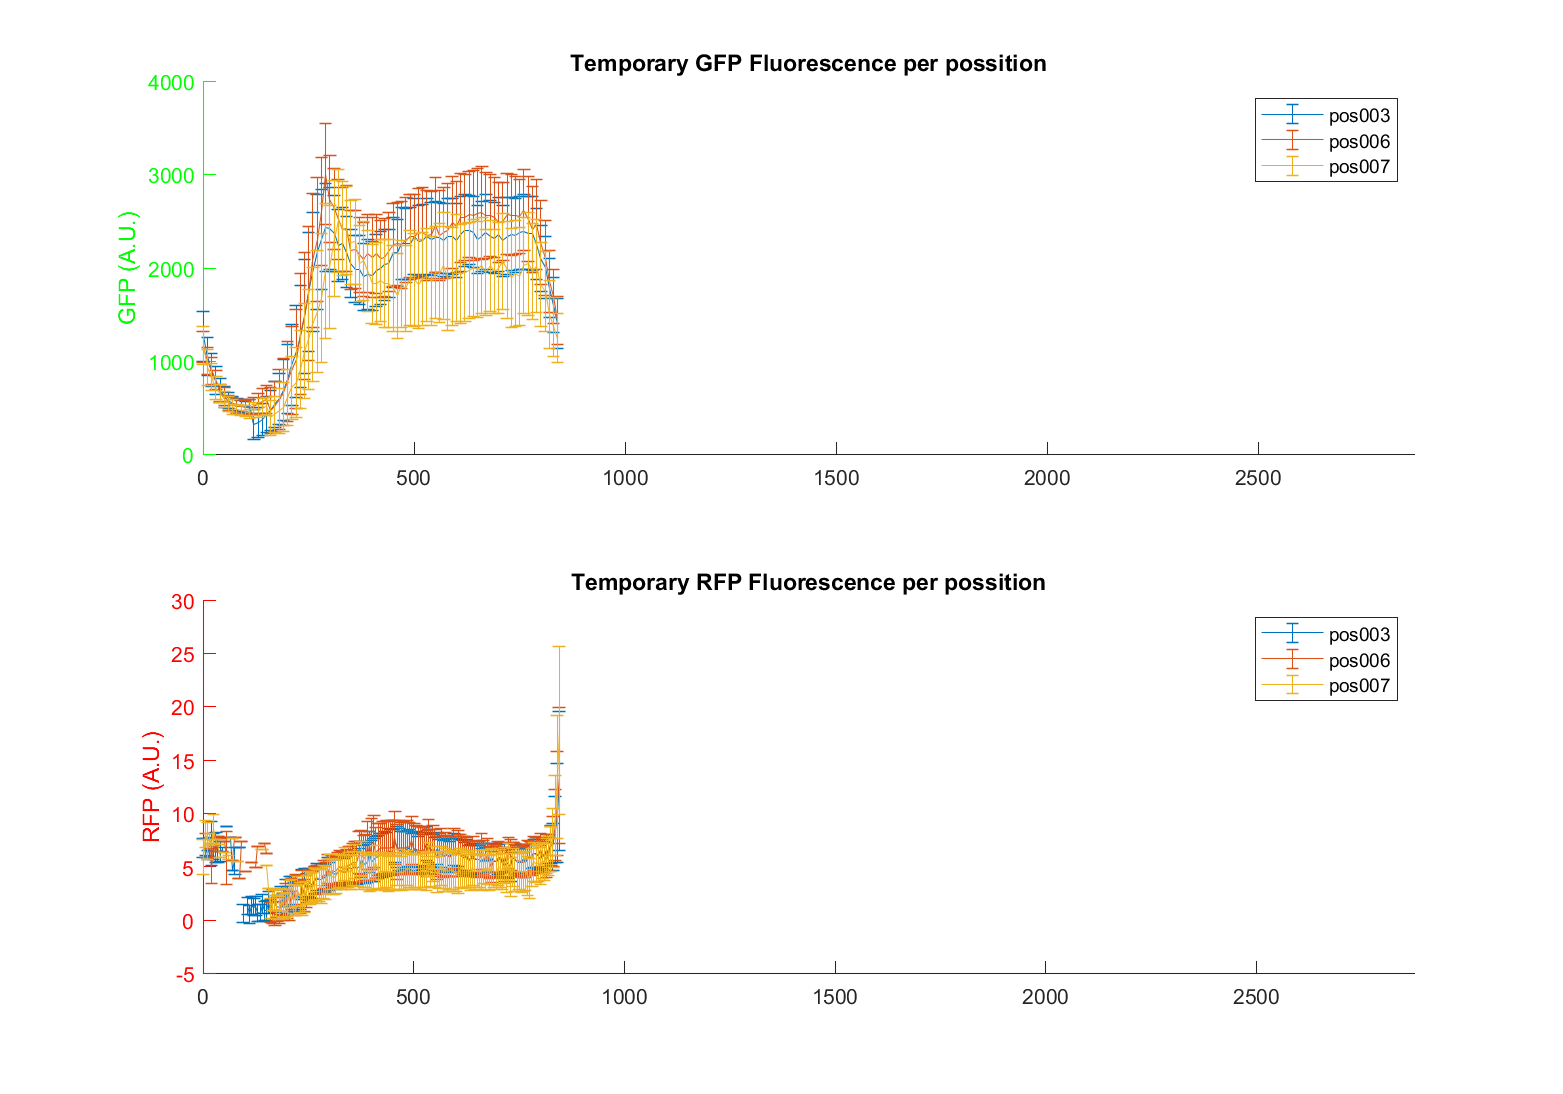 Temporary GFP Fluorescence per possition
4000
3000
2000
1000
0
GFP (A.U.)
pos003
pos006
pos007
0 500 1000 1500 2000 2500
Temporary RFP Fluorescence per possition
30
25
20
15
10
5
0
-5
RFP (A.U.)
pos003
pos006
pos007
0 500 1000 1500 2000 2500